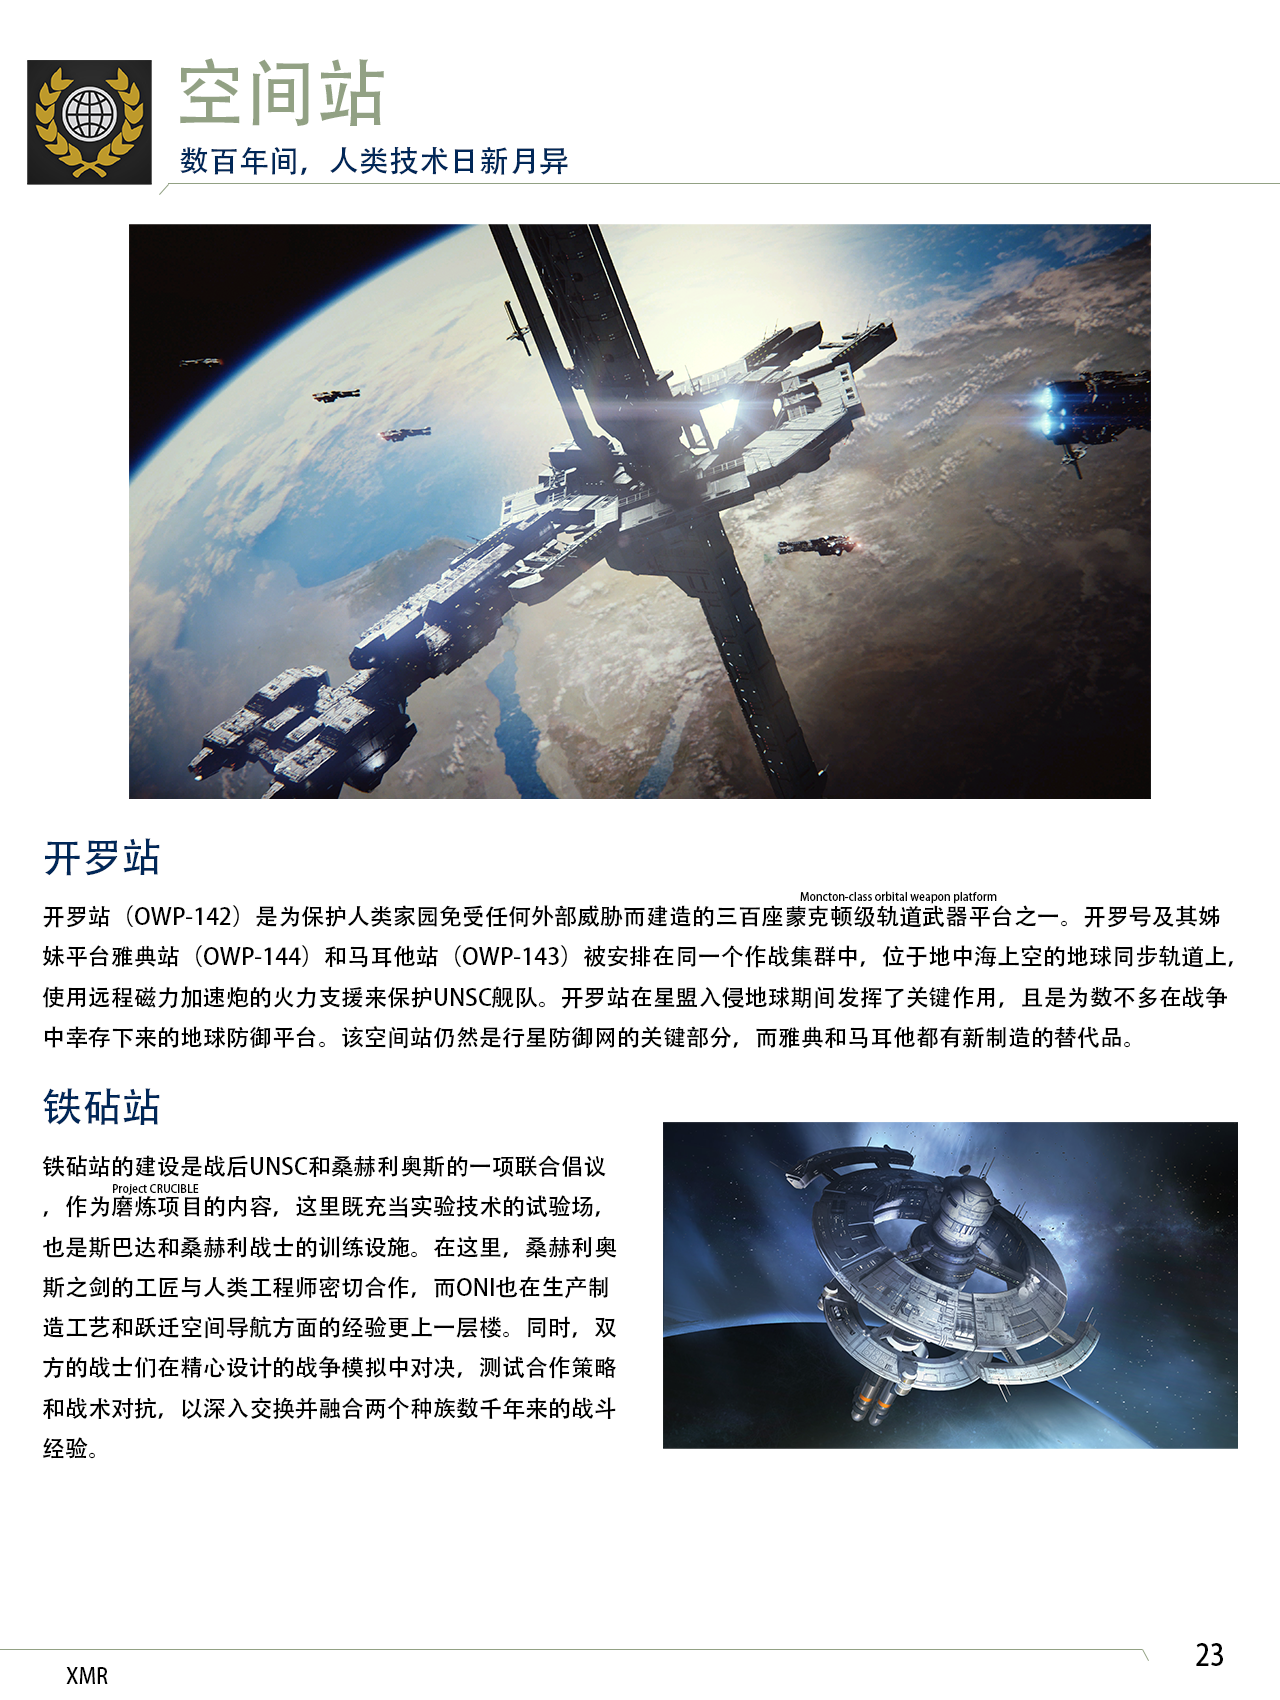 空间站
数百年间，人类技术日新月异
开罗站
Moncton-class orbital weapon platform
开罗站（OWP-142）是为保护人类家园免受任何外部威胁而建造的三百座蒙克顿级轨道武器平台之一。开罗号及其姊
妹平台雅典站（OWP-144）和马耳他站（OWP-143）被安排在同一个作战集群中，位于地中海上空的地球同步轨道上，
使用远程磁力加速炮的火力支援来保护UNSC舰队。开罗站在星盟入侵地球期间发挥了关键作用，且是为数不多在战争
中幸存下来的地球防御平台。该空间站仍然是行星防御网的关键部分，而雅典和马耳他都有新制造的替代品。
铁砧站
铁砧站的建设是战后UNSC和桑赫利奥斯的一项联合倡议
Project CRUCIBLE
，作为磨炼项目的内容，这里既充当实验技术的试验场，
也是斯巴达和桑赫利战士的训练设施。在这里，桑赫利奥
斯之剑的工匠与人类工程师密切合作，而ONI也在生产制
造工艺和跃迁空间导航方面的经验更上一层楼。同时，双
方的战士们在精心设计的战争模拟中对决，测试合作策略
和战术对抗，以深入交换并融合两个种族数千年来的战斗
经验。
23
XMR